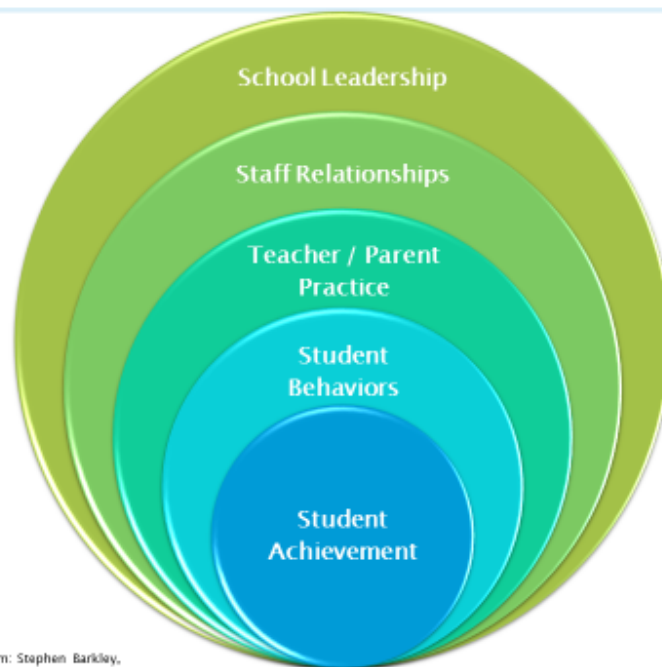 School Leadership
Staff Relationships
Teacher / Parent
Practice
Student
Behaviors
Student
Achievement
m: Stephen Barkley,